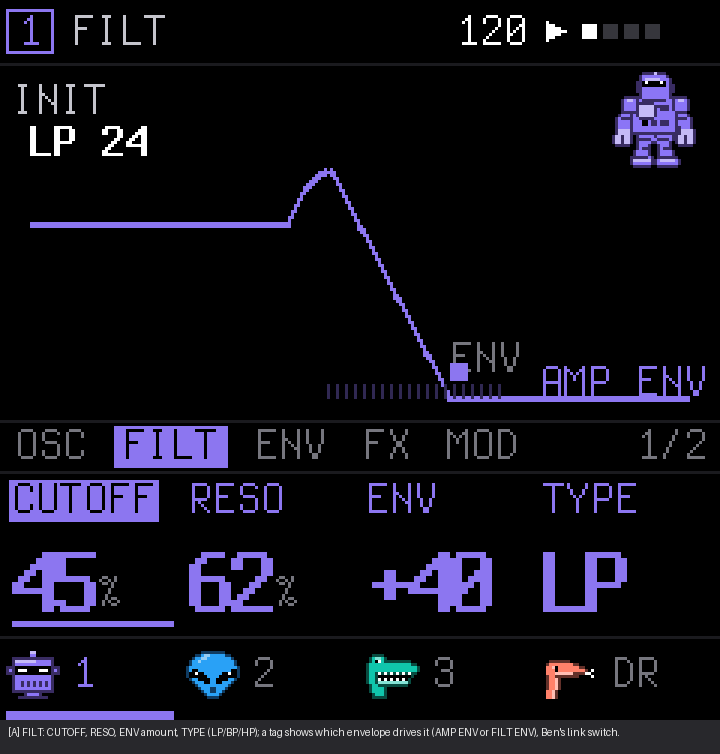 1 FILT 120
INIT
LP 24
ENV
AMP ENV
OSC FILT ENV FX MOD 1/2
CUTOFF RESO ENV TYPE
45% 62% +40 LP
1 2 3 DR
[A] FILT: CUTOFF, RESO, ENV amount, TYPE (LP/BP/HP); a tag shows which envelope drives it (AMP ENV or FILT ENV), Ben's link switch.